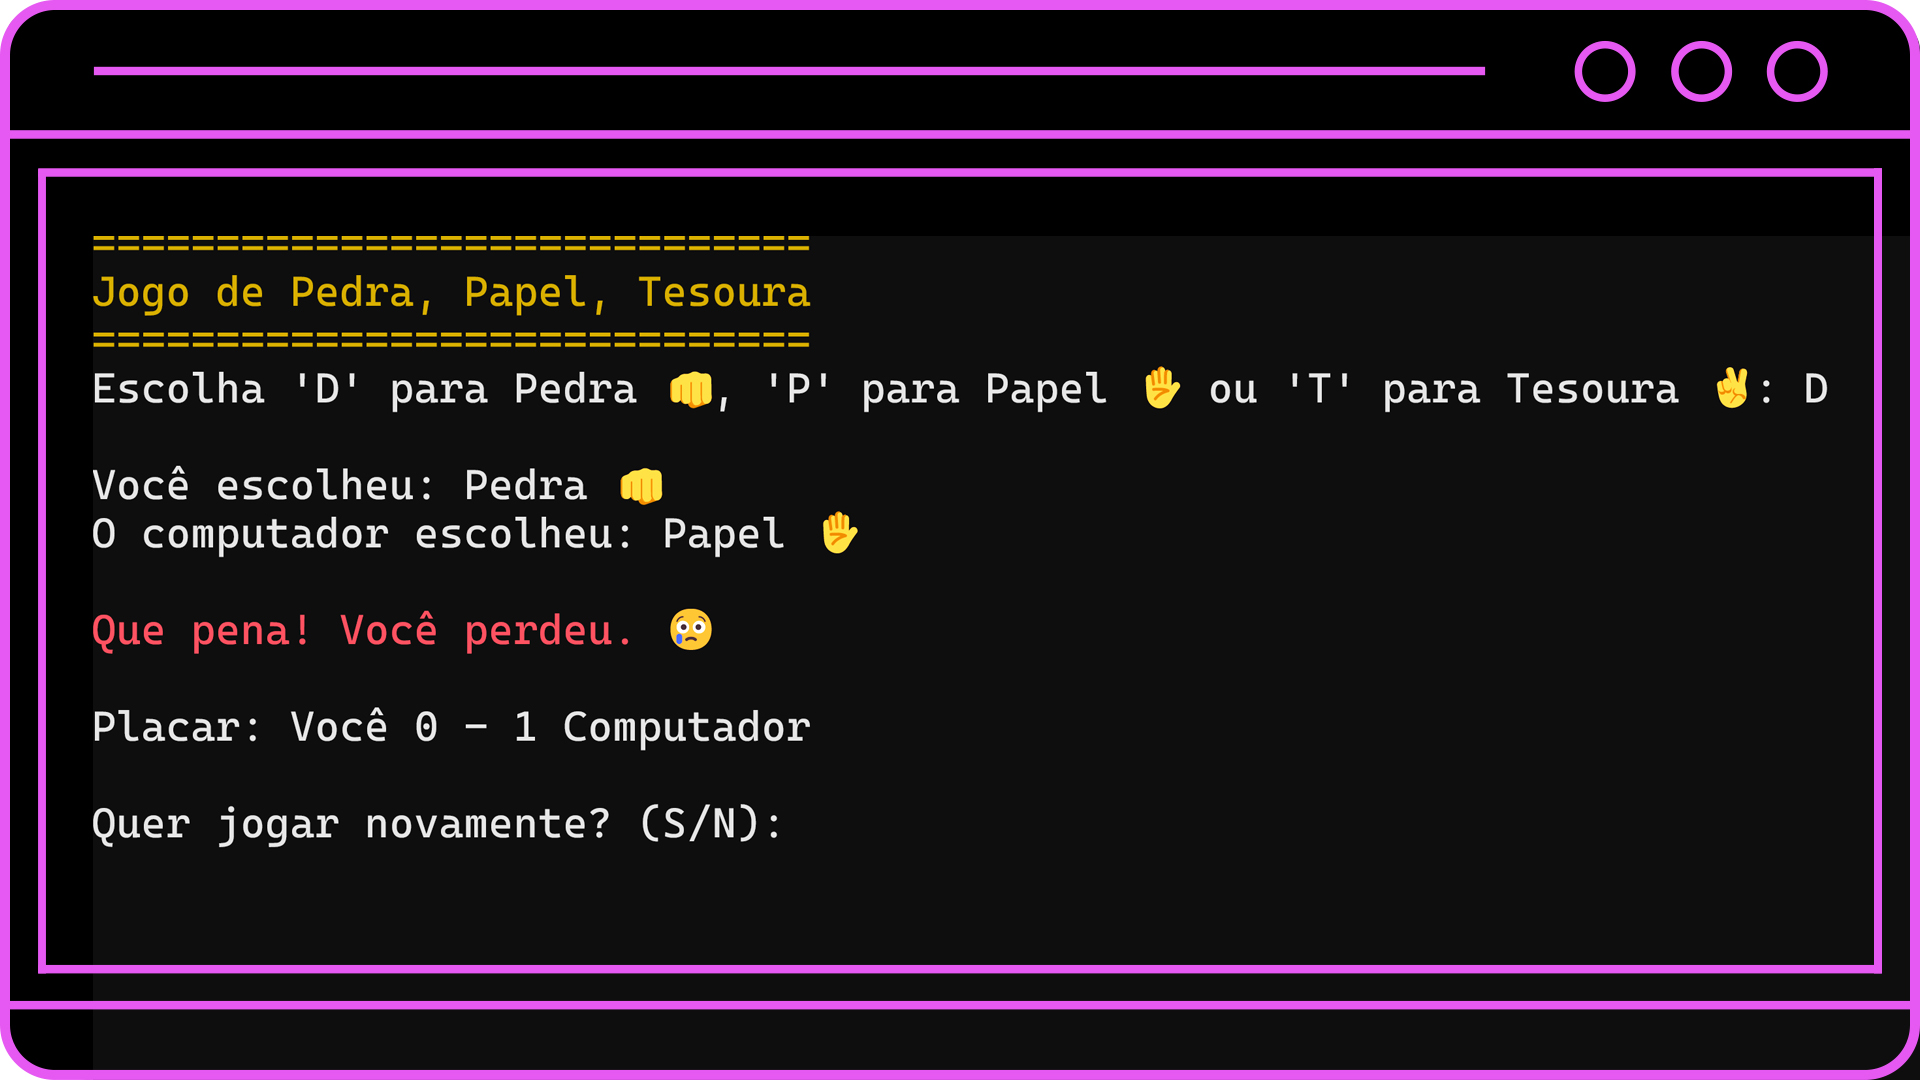 =============================
Jogo de Pedra, Papel, Tesoura
=============================
Escolha 'D' para Pedra 👊, 'P' para Papel ✋ ou 'T' para Tesoura ✌: D
Você escolheu: Pedra 👊
O computador escolheu: Papel ✋
Que pena! Você perdeu. 😢
Placar: Você 0 – 1 Computador
Quer jogar novamente? (S/N):